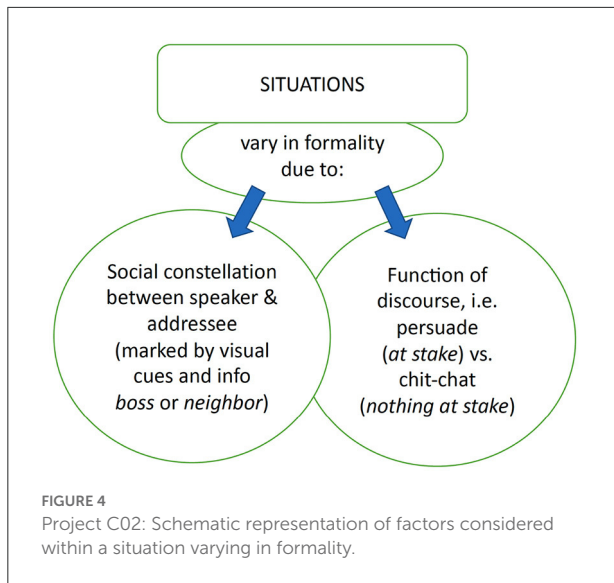 SITUATIONS
vary in formality
due to:
Social constellation
between speaker &
addressee
(marked by visual
cues and info
boss or neighbor)
Function of
discourse, i.e.
persuade
(at stake) vs.
chit-chat
(nothing at stake)
FIGURE 4
Project C02: Schematic representation of factors considered
within a situation varying in formality.